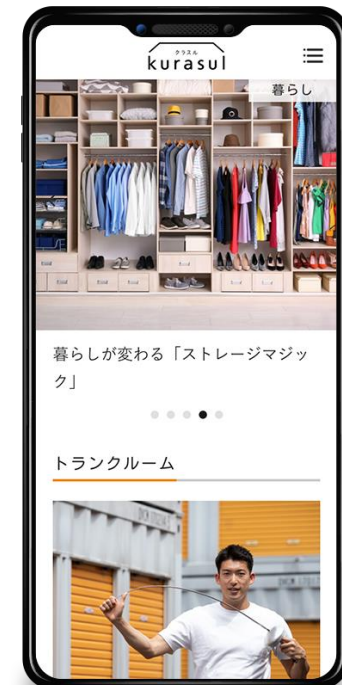 クラスル
kurasul
暮らし
暮らしが変わる「ストレージマジッ
ク」
トランクルーム